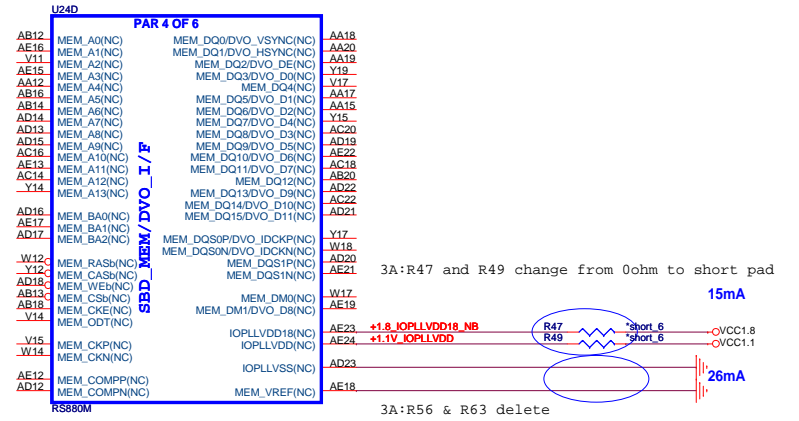 U24D
PAR 4 OF 6
AB12 MEM_A0(NC) MEM_DQ0/DVO_VSYNC(NC) AA18
AE16 MEM_A1(NC) MEM_DQ1/DVO_HSYNC(NC) AA20
V11 MEM_A2(NC) MEM_DQ2/DVO_DE(NC) AA19
AE15 MEM_A3(NC) MEM_DQ3/DVO_D0(NC) Y19
AA12 MEM_A4(NC) MEM_DQ4(NC) V17
AB16 MEM_A5(NC) MEM_DQ5/DVO_D1(NC) AA17
AB14 MEM_A6(NC) MEM_DQ6/DVO_D2(NC) AA15
AD14 MEM_A7(NC) MEM_DQ7/DVO_D4(NC) Y15
AD13 MEM_A8(NC) MEM_DQ8/DVO_D3(NC) AC20
AD15 MEM_A9(NC) MEM_DQ9/DVO_D5(NC) AD19
AC16 MEM_A10(NC) MEM_DQ10/DVO_D6(NC) AE22
AE13 MEM_A11(NC) MEM_DQ11/DVO_D7(NC) AC18
AC14 MEM_A12(NC) MEM_DQ12(NC) AB20
Y14 MEM_A13(NC) MEM_DQ13/DVO_D9(NC) AD22
MEM_DQ14/DVO_D10(NC) AC22
AD16 MEM_BA0(NC) MEM_DQ15/DVO_D11(NC) AD21
AE17 MEM_BA1(NC)
AD17 MEM_BA2(NC) MEM_DQS0P/DVO_IDCKP(NC) Y17
MEM_DQS0N/DVO_IDCKN(NC) W18
W12 MEM_RASb(NC) MEM_DQS1P(NC) AD20
Y12 MEM_CASb(NC) MEM_DQS1N(NC) AE21
AD18 MEM_WEb(NC)
AB13 MEM_CSb(NC) MEM_DM0(NC) W17
AB18 MEM_CKE(NC) MEM_DM1/DVO_D8(NC) AE19
V14 MEM_ODT(NC)
SBD_MEM/DVO_I/F
3A:R47 and R49 change from 0ohm to short pad
15mA
IOPLLVDD18(NC) AE23 +1.8_IOPLLVDD18_NB R47 *short_6 VCC1.8
V15 MEM_CKP(NC) IOPLLVDD(NC) AE24 +1.1V_IOPLLVDD R49 *short_6 VCC1.1
W14 MEM_CKN(NC)
IOPLLVSS(NC) AD23
26mA
AE12 MEM_COMPP(NC)
AD12 MEM_COMPN(NC) MEM_VREF(NC) AE18
RS880M
3A:R56 & R63 delete